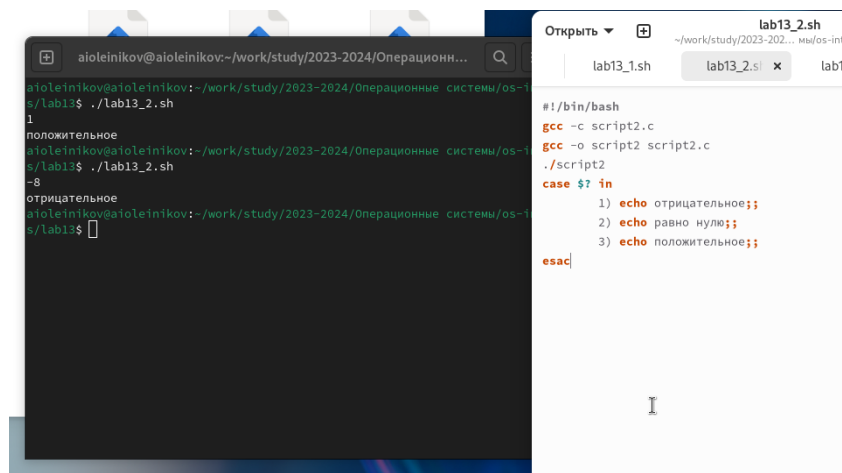 aioleinikov@aioleinikov:~/work/study/2023-2024/Операционн...
aioleinikov@aioleinikov:~/work/study/2023-2024/Операционные системы/os-i
s/lab13$ ./lab13_2.sh
1
положительное
aioleinikov@aioleinikov:~/work/study/2023-2024/Операционные системы/os-i
s/lab13$ ./lab13_2.sh
-8
отрицательное
aioleinikov@aioleinikov:~/work/study/2023-2024/Операционные системы/os-i
s/lab13$
Открыть
lab13_2.sh
~/work/study/2023-202... мы/os-int
lab13_1.sh
lab13_2.sh
lab1
#!/bin/bash
gcc -c script2.c
gcc -o script2 script2.c
./script2
case $? in
1) echo отрицательное;;
2) echo равно нулю;;
3) echo положительное;;
esac